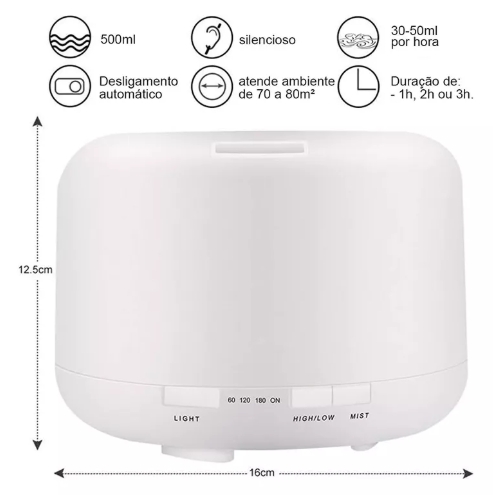 500ml
silencioso
30-50ml
por hora
Desligamento
automático
atende ambiente
de 70 a 80m²
Duração de:
- 1h, 2h ou 3h.
12.5cm
60 120 180 ON
LIGHT
HIGH/LOW
MIST
16cm